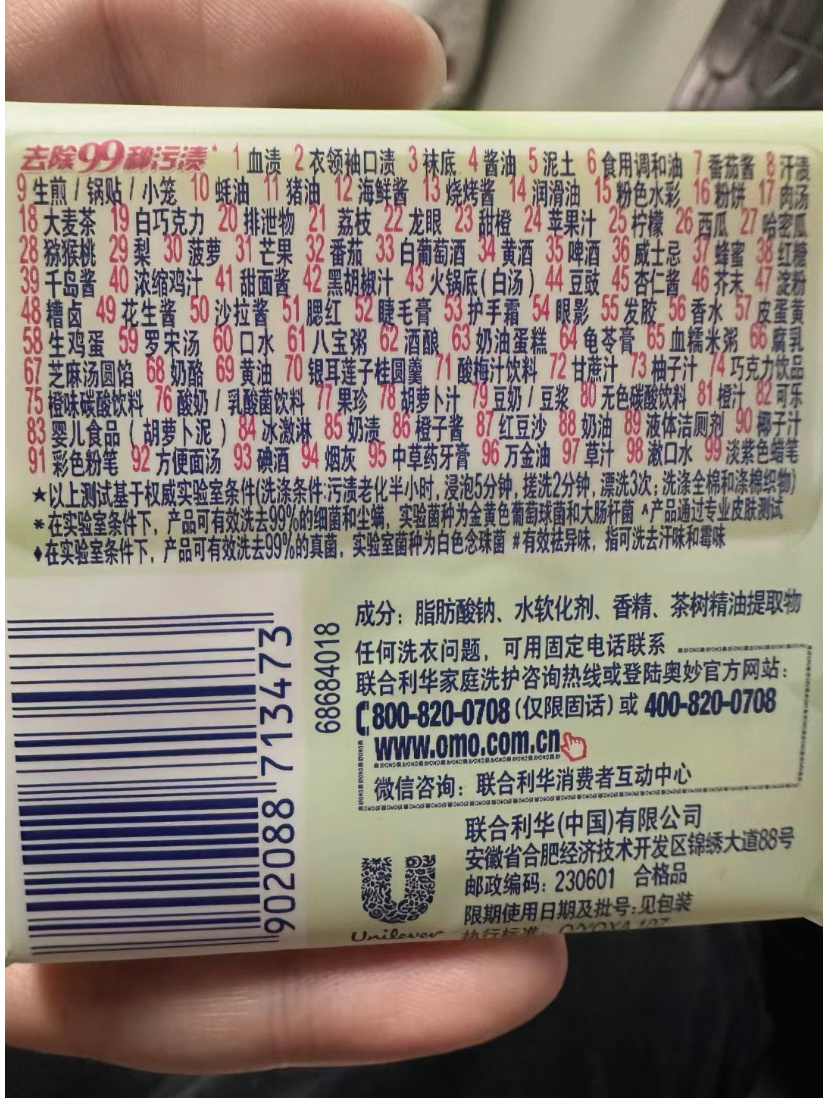 去除99种污渍* 1 血渍 2 衣领袖口渍 3 袜底 4 酱油 5 泥土 6 食用调和油 7 番茄酱 8 汗渍
9 生煎/锅贴/小笼 10 蚝油 11 猪油 12 海鲜酱 13 烧烤酱 14 润滑油 15 粉色水彩 16 粉饼 17 肉汤
18 大麦茶 19 白巧克力 20 排泄物 21 荔枝 22 龙眼 23 甜橙 24 苹果汁 25 柠檬 26 西瓜 27 哈密瓜
28 猕猴桃 29 梨 30 菠萝 31 芒果 32 番茄 33 白葡萄酒 34 黄酒 35 啤酒 36 威士忌 37 蜂蜜 38 红糖
39 千岛酱 40 浓缩鸡汁 41 甜面酱 42 黑胡椒汁 43 火锅底(白汤) 44 豆豉 45 杏仁酱 46 芥末 47 淀粉
48 糟卤 49 花生酱 50 沙拉酱 51 腮红 52 睫毛膏 53 护手霜 54 眼影 55 发胶 56 香水 57 皮蛋黄
58 生鸡蛋 59 罗宋汤 60 口水 61 八宝粥 62 酒酿 63 奶油蛋糕 64 龟苓膏 65 血糯米粥 66 腐乳
67 芝麻汤圆馅 68 奶酪 69 黄油 70 银耳莲子桂圆羹 71 酸梅汁饮料 72 甘蔗汁 73 柚子汁 74 巧克力饮品
75 橙味碳酸饮料 76 酸奶/乳酸菌饮料 77 果珍 78 胡萝卜汁 79 豆奶/豆浆 80 无色碳酸饮料 81 橙汁 82 可乐
83 婴儿食品(胡萝卜泥) 84 冰激淋 85 奶渍 86 橙子酱 87 红豆沙 88 奶油 89 液体洁厕剂 90 椰子汁
91 彩色粉笔 92 方便面汤 93 碘酒 94 烟灰 95 中草药牙膏 96 万金油 97 草汁 98 漱口水 99 淡紫色蜡笔
★以上测试基于权威实验室条件(洗涤条件:污渍老化半小时,浸泡5分钟,搓洗2分钟,漂洗3次;洗涤全棉和涤棉织物)
*在实验室条件下,产品可有效洗去99%的细菌和尘螨,实验菌种为金黄色葡萄球菌和大肠杆菌 ^产品通过专业皮肤测试
♦在实验室条件下,产品可有效洗去99%的真菌,实验室菌种为白色念珠菌 #有效祛异味,指可洗去汗味和霉味
成分:脂肪酸钠、水软化剂、香精、茶树精油提取物
任何洗衣问题,可用固定电话联系
联合利华家庭洗护咨询热线或登陆奥妙官方网站:
800-820-0708(仅限固话)或 400-820-0708
www.omo.com.cn
微信咨询:联合利华消费者互动中心
联合利华(中国)有限公司
安徽省合肥经济技术开发区锦绣大道88号
邮政编码:230601 合格品
限期使用日期及批号:见包装
执行标准:
Unilever
68684018
902088 713473